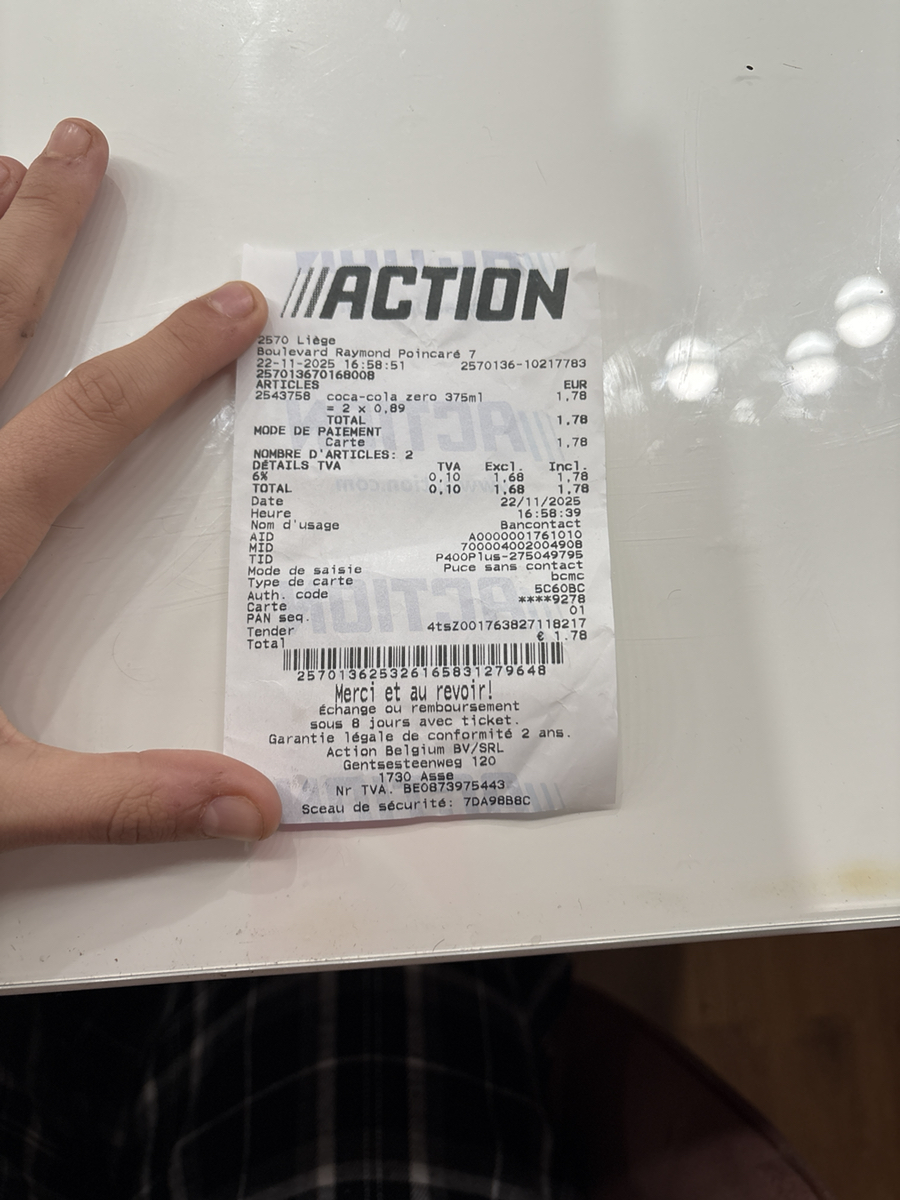 ACTION
2570 Liège
Boulevard Raymond Poincaré 7
22-11-2025 16:58:51 2570136-10217783
257013670168008
ARTICLES EUR
2543758 coca-cola zero 375ml 1,78
= 2 x 0,89
TOTAL 1,78
MODE DE PAIEMENT
Carte 1,78
NOMBRE D'ARTICLES: 2
DÉTAILS TVA TVA Excl. Incl.
6% 0,10 1,68 1,78
TOTAL 0,10 1,68 1,78
Date 22/11/2025
Heure 16:58:39
Nom d'usage Bancontact
AID A0000001761010
MID 700004002004908
TID P400Plus-275049795
Mode de saisie Puce sans contact
Type de carte bcmc
Auth. code 5C60BC
Carte ****9278
PAN seq. 01
Tender 4tsZ001763827118217
Total € 1.78
257013625326165831279648
Merci et au revoir!
Échange ou remboursement
sous 8 jours avec ticket.
Garantie légale de conformité 2 ans.
Action Belgium BV/SRL
Gentsesteenweg 120
1730 Asse
Nr TVA. BE0873975443
Sceau de sécurité: 7DA98B8C